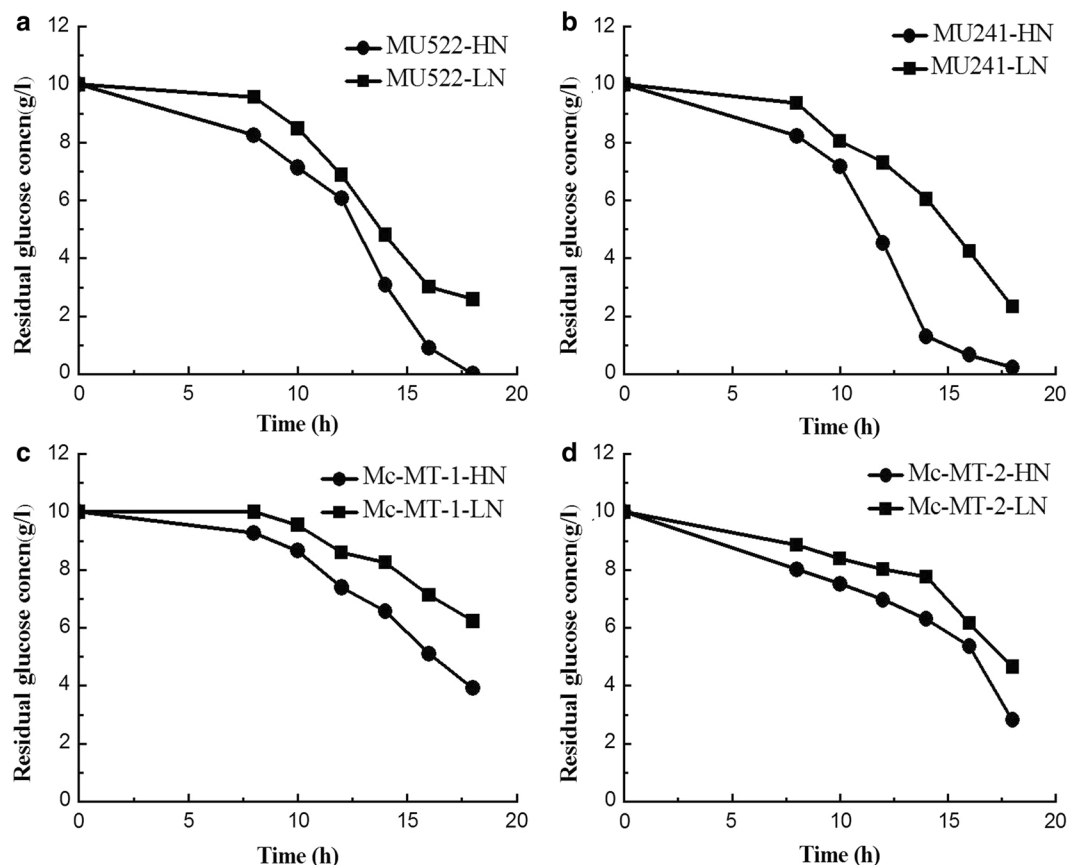 a
12
10
8
6
4
2
0
Residual glucose concn(g/l)
MU522-HN
MU522-LN
0
5
10
15
20
Time (h)
b
12
10
8
6
4
2
0
Residual glucose concn(g/l)
MU241-HN
MU241-LN
0
5
10
15
20
Time (h)
c
12
10
8
6
4
2
0
Residual glucose concn(g/l)
Mc-MT-1-HN
Mc-MT-1-LN
0
5
10
15
20
Time (h)
d
12
10
8
6
4
2
0
Residual glucose concn(g/l)
Mc-MT-2-HN
Mc-MT-2-LN
0
5
10
15
20
Time (h)